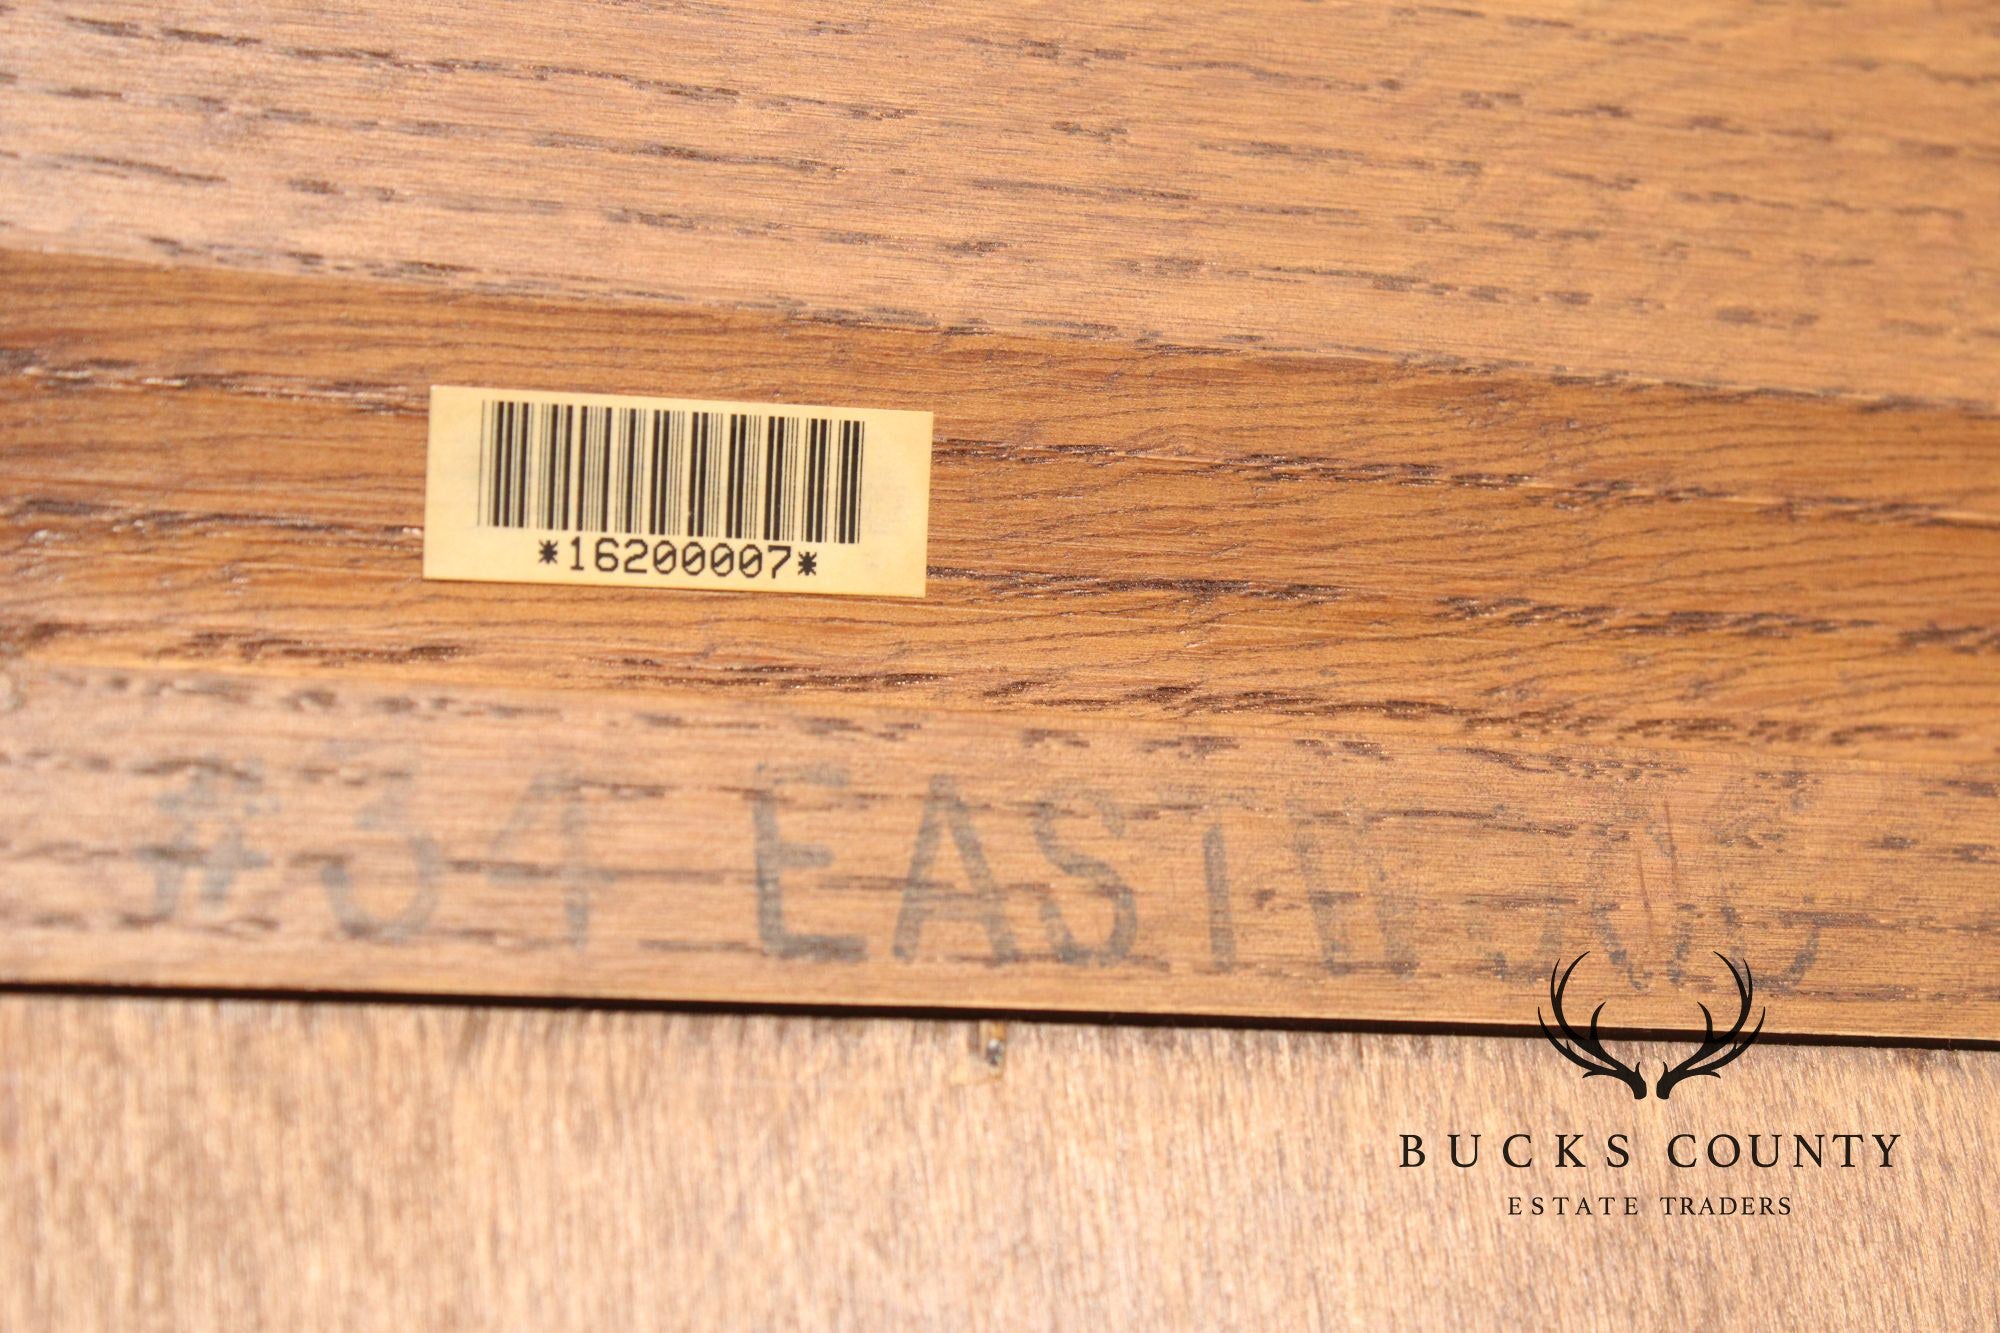 *16200007*
#34 EAST
BUCKS COUNTY
ESTATE TRADERS